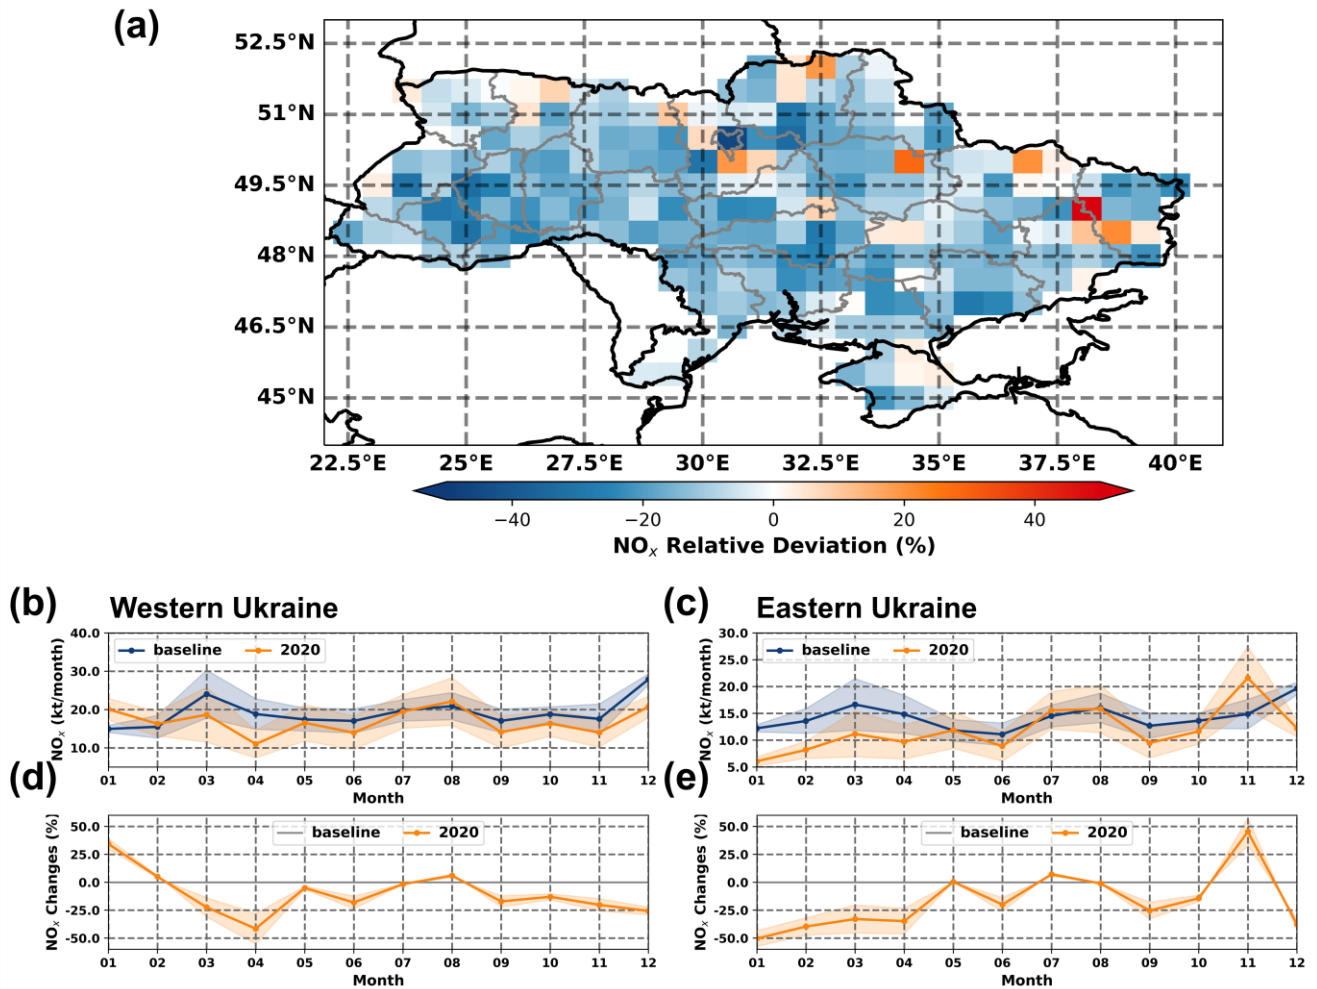 (a)
52.5°N
51°N
49.5°N
48°N
46.5°N
45°N
22.5°E 25°E 27.5°E 30°E 32.5°E 35°E 37.5°E 40°E
−40 −20 0 20 40
NOx Relative Deviation (%)
(b) Western Ukraine
40.0
30.0
20.0
10.0
NOx (kt/month)
baseline 2020
01 02 03 04 05 06 07 08 09 10 11 12
Month
(c) Eastern Ukraine
30.0
25.0
20.0
15.0
10.0
5.0
NOx (kt/month)
baseline 2020
01 02 03 04 05 06 07 08 09 10 11 12
Month
(d)
50.0
25.0
0.0
-25.0
-50.0
NOx Changes (%)
baseline 2020
01 02 03 04 05 06 07 08 09 10 11 12
Month
(e)
50.0
25.0
0.0
-25.0
-50.0
NOx Changes (%)
baseline 2020
01 02 03 04 05 06 07 08 09 10 11 12
Month